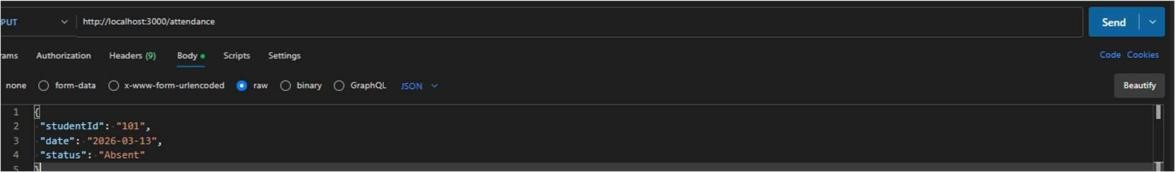 PUT http://localhost:3000/attendance Send
Authorization Headers (9) Body Scripts Settings Code Cookies
none form-data x-www-form-urlencoded raw binary GraphQL JSON Beautify
1 {
2 "studentId": "101",
3 "date": "2026-03-13",
4 "status": "Absent"
5 }